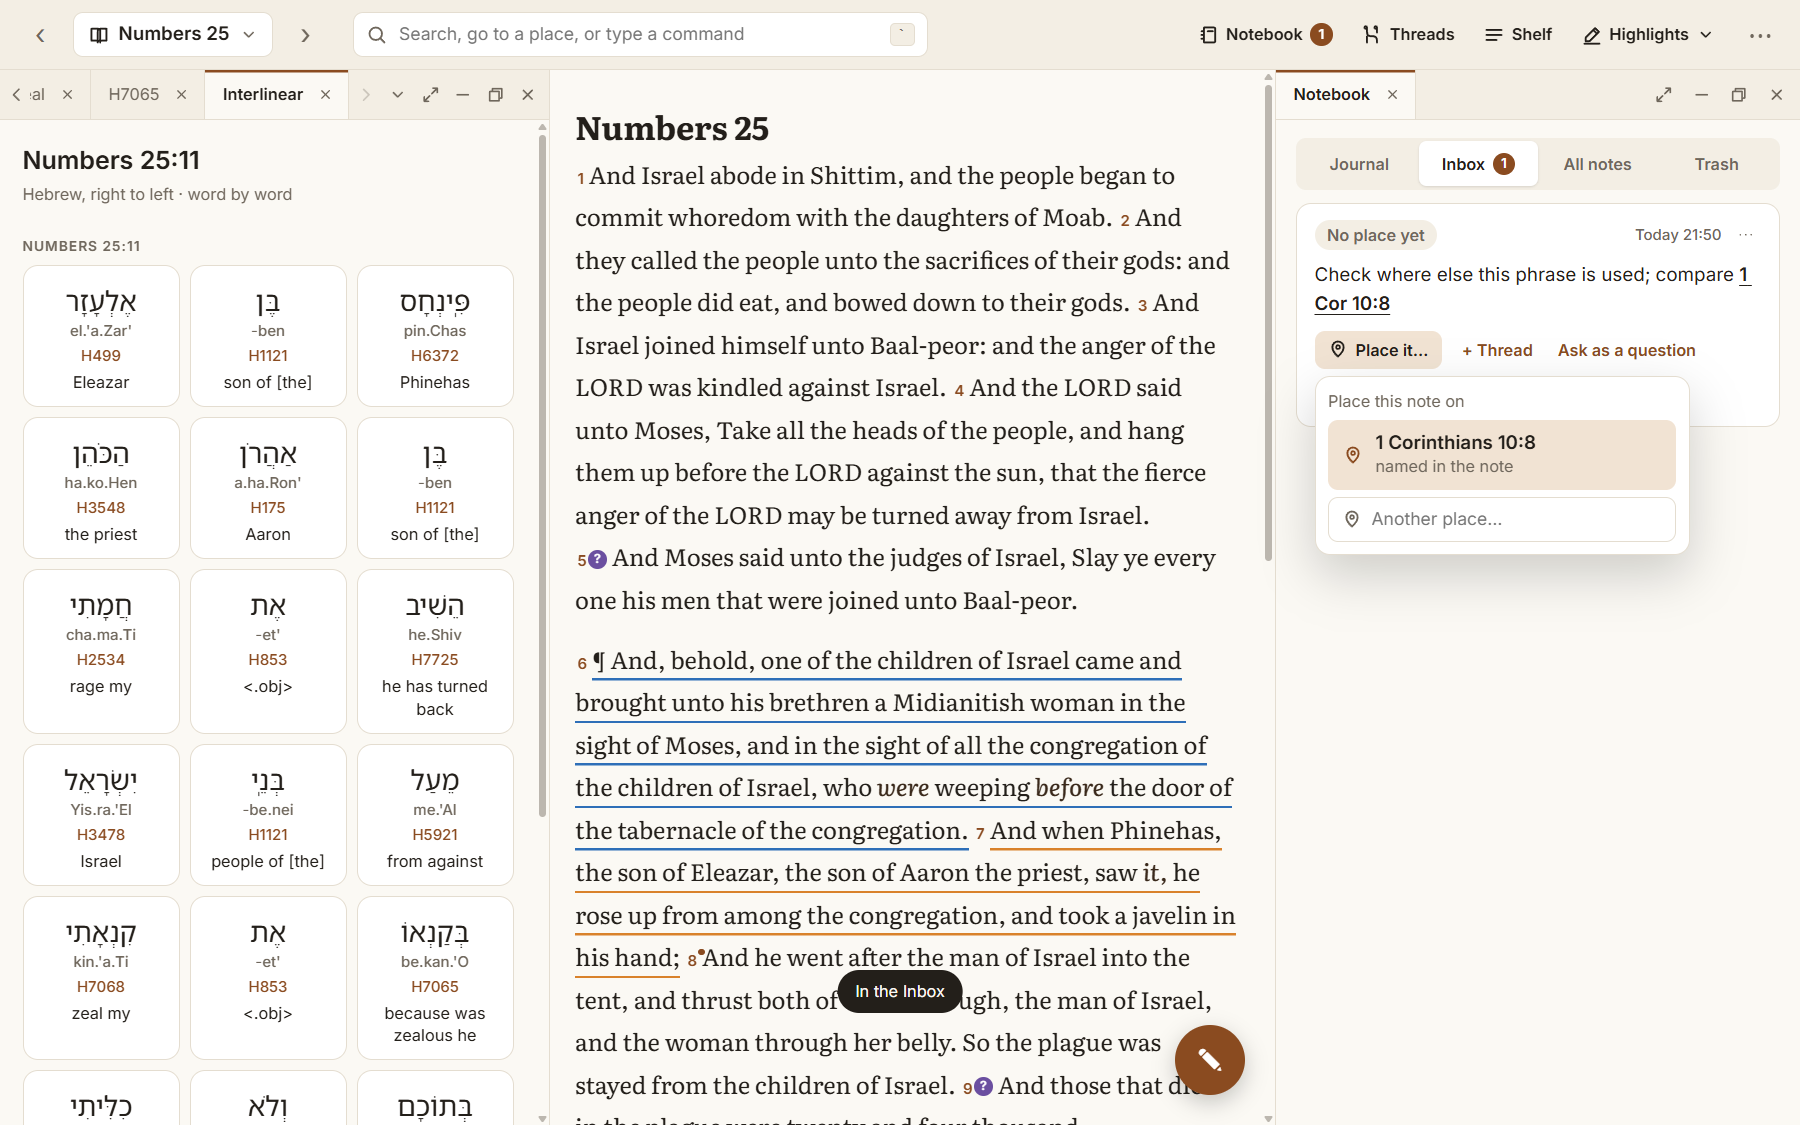 Numbers 25
Search, go to a place, or type a command
`
Notebook 1
Threads
Shelf
Highlights
eal
H7065
Interlinear
Numbers 25:11
Hebrew, right to left · word by word
NUMBERS 25:11
אֶלְעָזָר
el.'a.Zar'
H499
Eleazar
בֶּן
-ben
H1121
son of [the]
פִּֽינְחָס
pin.Chas
H6372
Phinehas
הַכֹּהֵן
ha.ko.Hen
H3548
the priest
אַהֲרֹן
a.ha.Ron'
H175
Aaron
בֶּן
-ben
H1121
son of [the]
חֲמָתִי
cha.ma.Ti
H2534
rage my
אֶת
-et'
H853
<.obj>
הֵשִׁיב
he.Shiv
H7725
he has turned
back
יִשְׂרָאֵל
Yis.ra.'El
H3478
Israel
בְּנֵֽי
-be.nei
H1121
people of [the]
מֵעַל
me.'Al
H5921
from against
קִנְאָתִי
kin.'a.Ti
H7068
zeal my
אֶת
-et'
H853
<.obj>
בְּקַנְאוֹ
be.kan.'O
H7065
because was
zealous he
כִלִּיתִי
וְלֹא
בְּתוֹכָם
Numbers 25
1 And Israel abode in Shittim, and the people began to
commit whoredom with the daughters of Moab. 2 And
they called the people unto the sacrifices of their gods: and
the people did eat, and bowed down to their gods. 3 And
Israel joined himself unto Baal-peor: and the anger of the
LORD was kindled against Israel. 4 And the LORD said
unto Moses, Take all the heads of the people, and hang
them up before the LORD against the sun, that the fierce
anger of the LORD may be turned away from Israel.
5 ? And Moses said unto the judges of Israel, Slay ye every
one his men that were joined unto Baal-peor.
6 ¶ And, behold, one of the children of Israel came and
brought unto his brethren a Midianitish woman in the
sight of Moses, and in the sight of all the congregation of
the children of Israel, who were weeping before the door of
the tabernacle of the congregation. 7 And when Phinehas,
the son of Eleazar, the son of Aaron the priest, saw it, he
rose up from among the congregation, and took a javelin in
his hand; 8 And he went after the man of Israel into the
tent, and thrust both of ugh, the man of Israel,
and the woman through her belly. So the plague was
stayed from the children of Israel. 9 ? And those that di
in the plague were twenty and four thousand.
In the Inbox
Notebook
Journal
Inbox 1
All notes
Trash
No place yet
Today 21:50
Check where else this phrase is used; compare 1
Cor 10:8
Place it...
+ Thread
Ask as a question
Place this note on
1 Corinthians 10:8
named in the note
Another place...